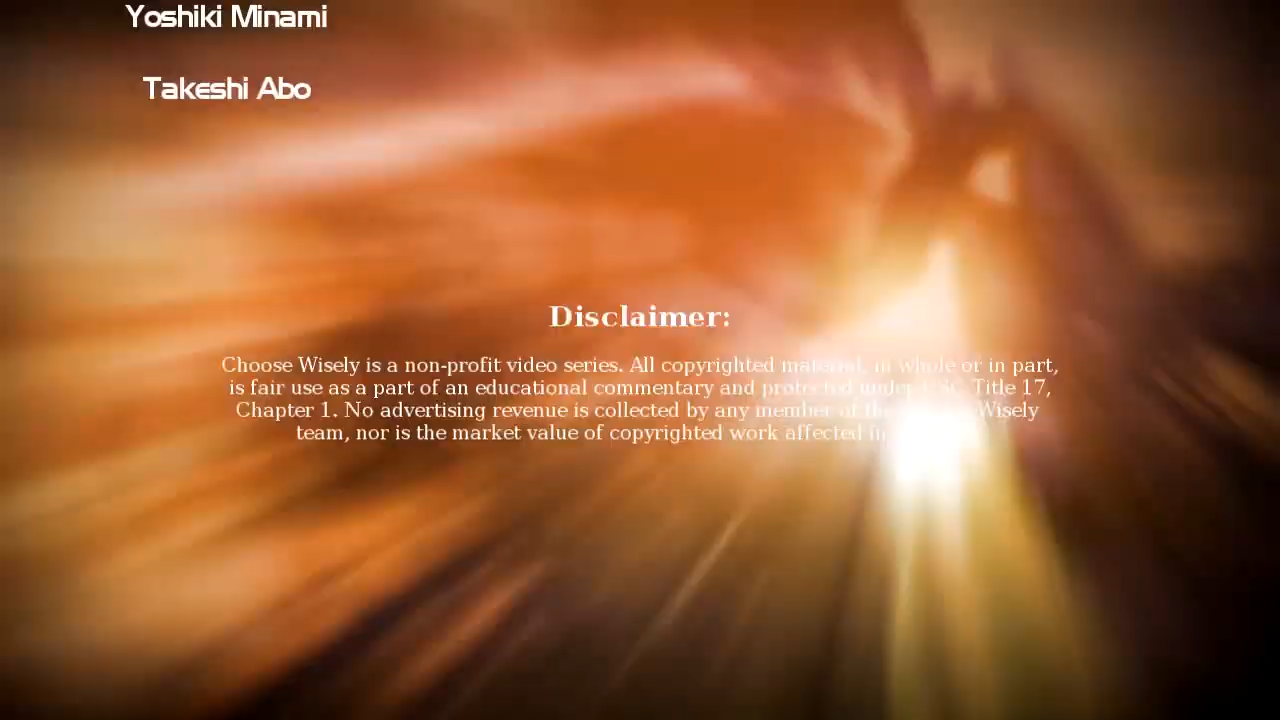 Yoshiki Minami
Takeshi Abo
Disclaimer:
Choose Wisely is a non-profit video series. All copyrighted material, in whole or in part,
is fair use as a part of an educational commentary and protected under Title 17,
Chapter 1. No advertising revenue is collected by any member of the Wisely
team, nor is the market value of copyrighted work affected in